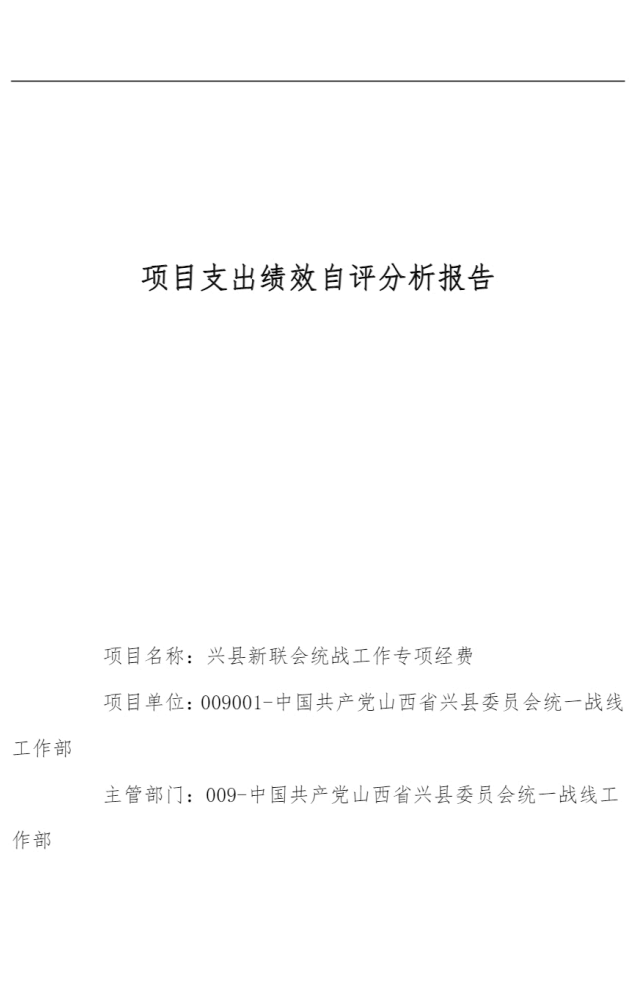 项目支出绩效自评分析报告
项目名称：兴县新联会统战工作专项经费
项目单位：009001-中国共产党山西省兴县委员会统一战线
工作部
主管部门：009-中国共产党山西省兴县委员会统一战线工
作部